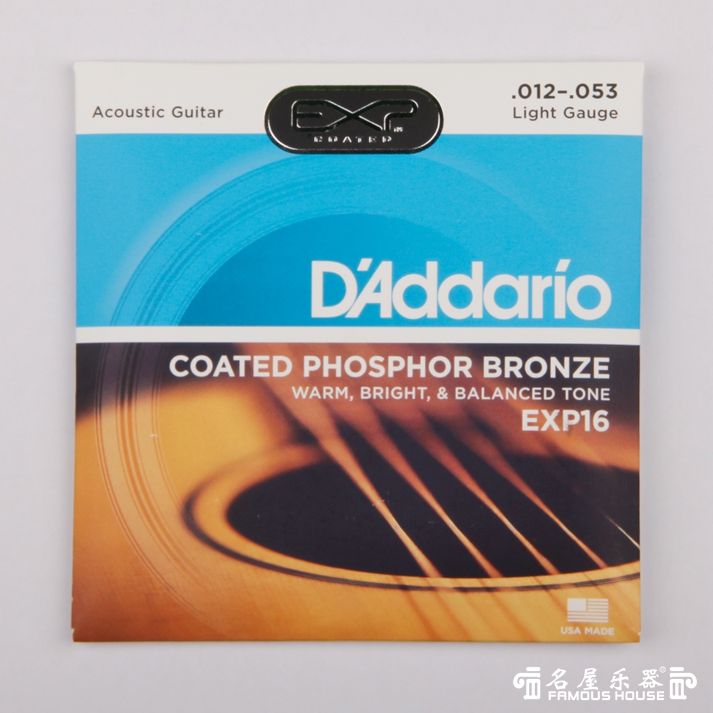 Acoustic Guitar
EXP™
COATED
.012–.053
Light Gauge
D'Addario
COATED PHOSPHOR BRONZE
WARM, BRIGHT, & BALANCED TONE
EXP16
USA MADE
名屋乐器®
FAMOUS HOUSE